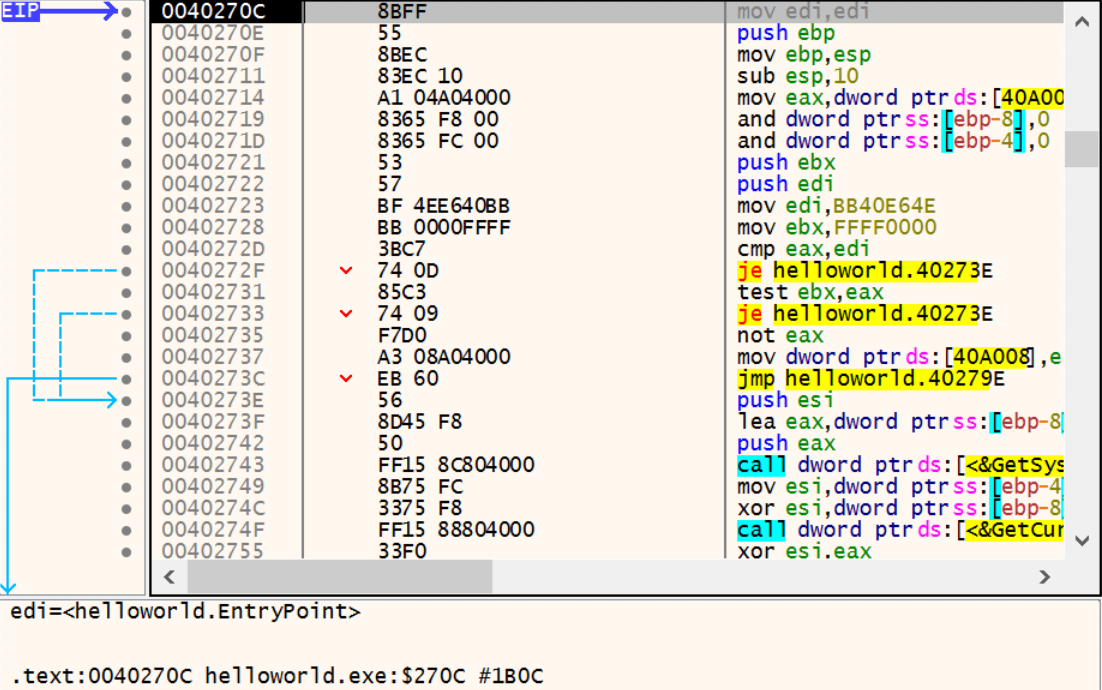 EIP 0040270C 8BFF mov edi,edi
0040270E 55 push ebp
0040270F 8BEC mov ebp,esp
00402711 83EC 10 sub esp,10
00402714 A1 04A04000 mov eax,dword ptr ds:[40A00
00402719 8365 F8 00 and dword ptr ss:[ebp-8],0
0040271D 8365 FC 00 and dword ptr ss:[ebp-4],0
00402721 53 push ebx
00402722 57 push edi
00402723 BF 4EE640BB mov edi,BB40E64E
00402728 BB 0000FFFF mov ebx,FFFF0000
0040272D 3BC7 cmp eax,edi
0040272F 74 0D je helloworld.40273E
00402731 85C3 test ebx,eax
00402733 74 09 je helloworld.40273E
00402735 F7D0 not eax
00402737 A3 08A04000 mov dword ptr ds:[40A008],e
0040273C EB 60 jmp helloworld.40279E
0040273E 56 push esi
0040273F 8D45 F8 lea eax,dword ptr ss:[ebp-8
00402742 50 push eax
00402743 FF15 8C804000 call dword ptr ds:[<&GetSys
00402749 8B75 FC mov esi,dword ptr ss:[ebp-4
0040274C 3375 F8 xor esi,dword ptr ss:[ebp-8
0040274F FF15 88804000 call dword ptr ds:[<&GetCur
00402755 33F0 xor esi,eax
edi=<helloworld.EntryPoint>
.text:0040270C helloworld.exe:$270C #1B0C